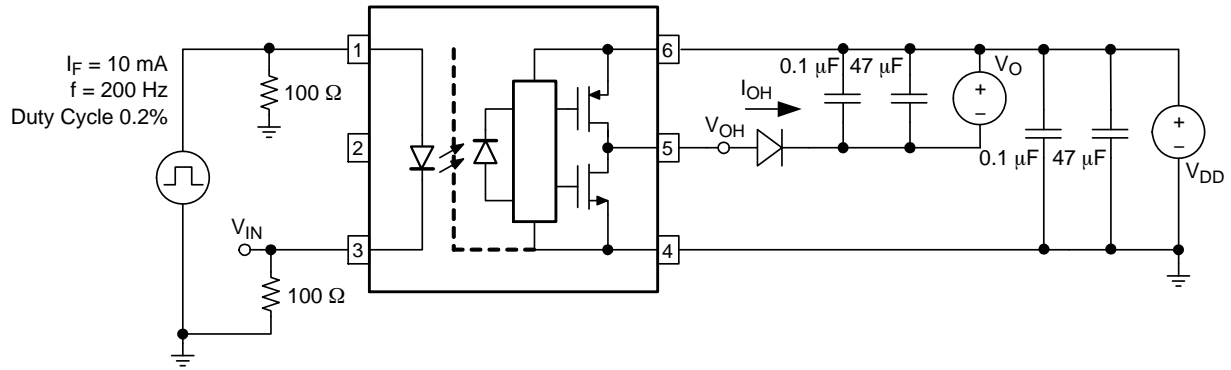 I_F = 10 mA
f = 200 Hz
Duty Cycle 0.2%
100 Ω
1
2
3
V_IN
100 Ω
6
5
4
V_OH
I_OH
0.1 μF
47 μF
V_O
+
−
0.1 μF
47 μF
+
−
V_DD